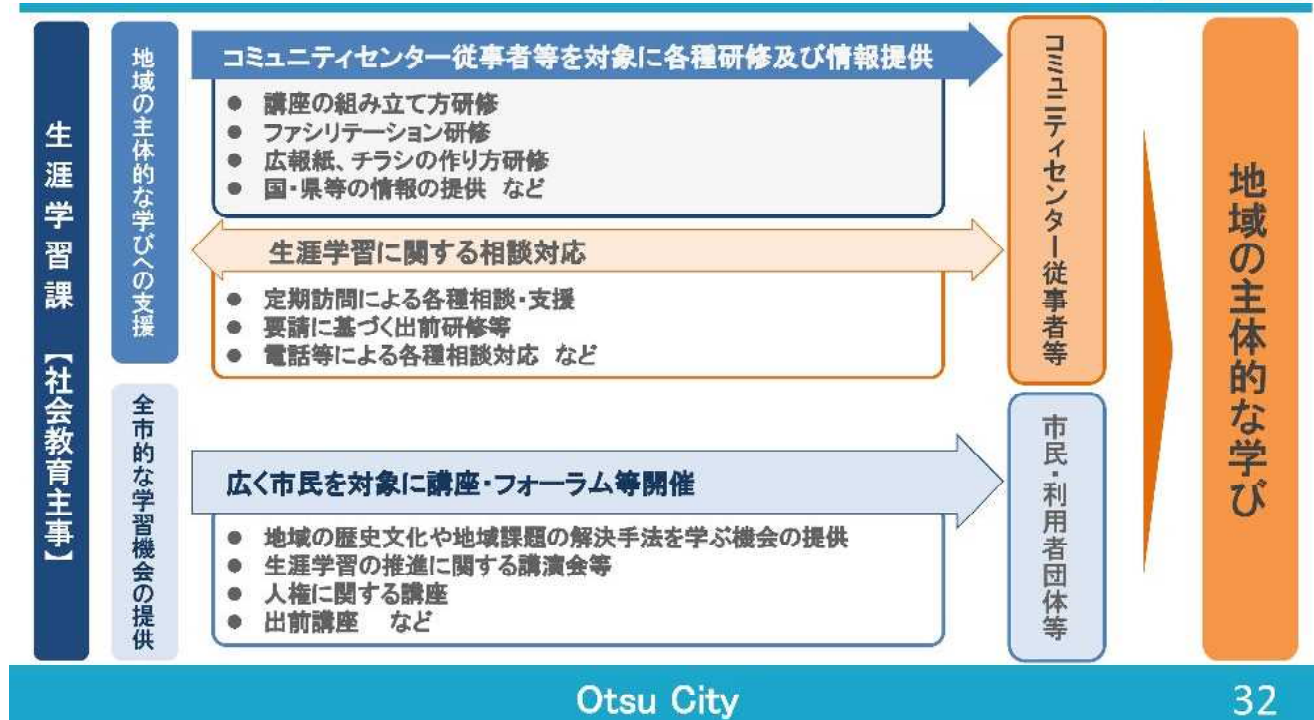 生涯学習課 【社会教育主事】
地域の主体的な学びへの支援
コミュニティセンター従事者等を対象に各種研修及び情報提供
● 講座の組み立て方研修
● ファシリテーション研修
● 広報紙、チラシの作り方研修
● 国・県等の情報の提供 など
生涯学習に関する相談対応
● 定期訪問による各種相談・支援
● 要請に基づく出前研修等
● 電話等による各種相談対応 など
コミュニティセンター従事者等
全市的な学習機会の提供
広く市民を対象に講座・フォーラム等開催
● 地域の歴史文化や地域課題の解決手法を学ぶ機会の提供
● 生涯学習の推進に関する講演会等
● 人権に関する講座
● 出前講座 など
市民・利用者団体等
地域の主体的な学び
Otsu City
32